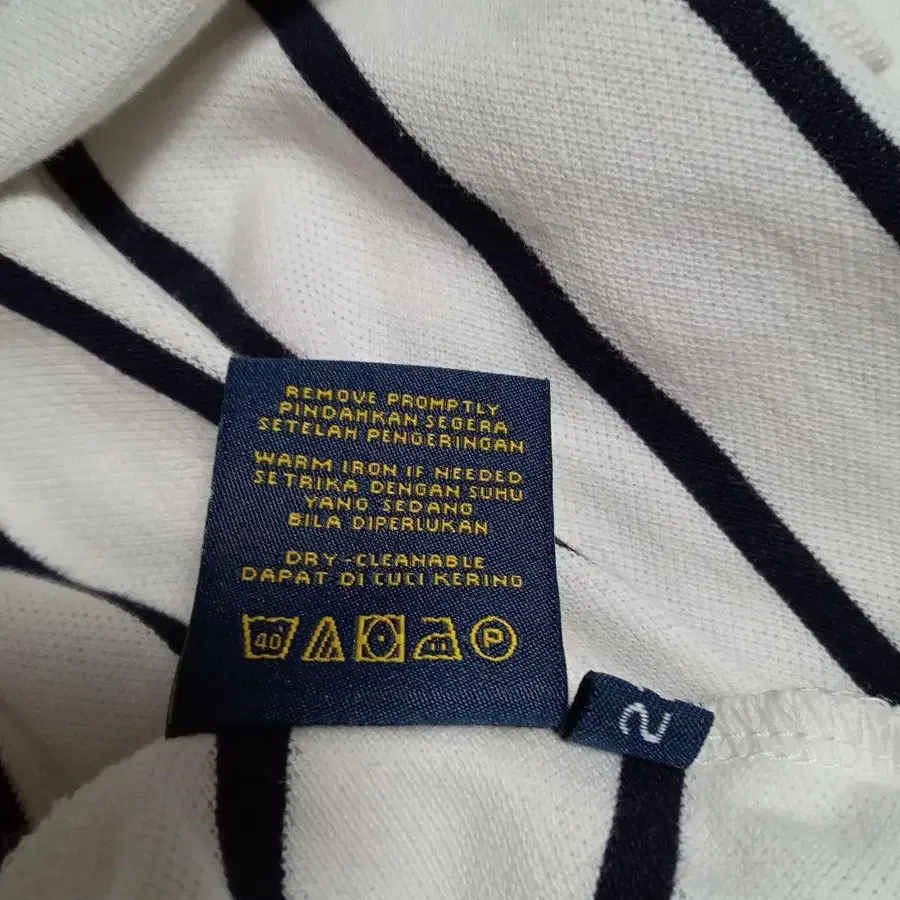 REMOVE PROMPTLY
PINDAHKAN SEGERA
SETELAH PENGERINGAN
WARM IRON IF NEEDED
SETRIKA DENGAN SUHU
YANG SEDANG
BILA DIPERLUKAN
DRY-CLEANABLE
DAPAT DI CUCI KERING
40
P
2